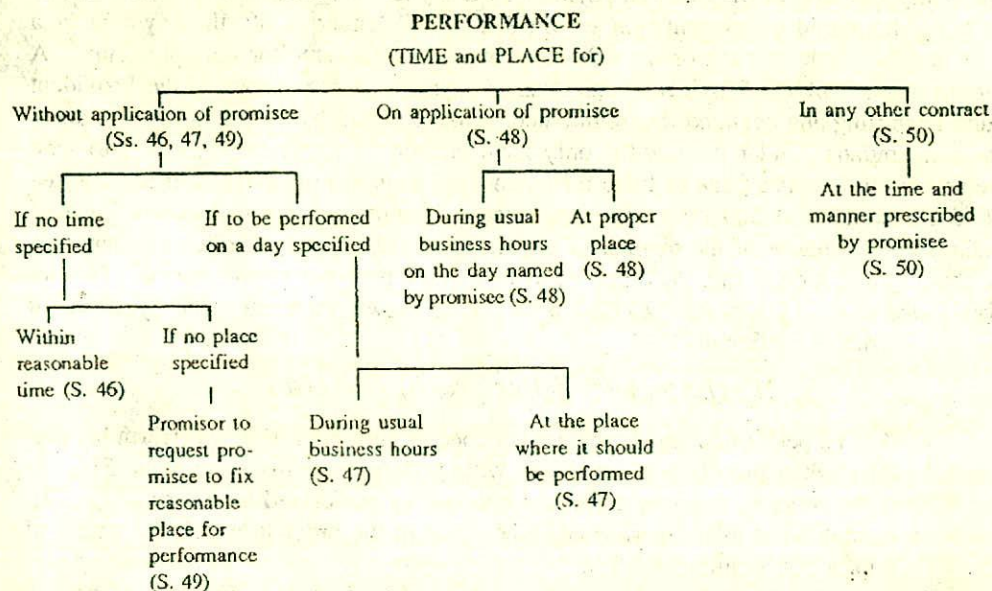 PERFORMANCE
(TIME and PLACE for)
Without application of promisee
(Ss. 46, 47, 49)
On application of promisee
(S. 48)
In any other contract
(S. 50)
If no time
specified
If to be performed
on a day specified
During usual
business hours
on the day named
by promisee (S. 48)
At proper
place
(S. 48)
At the time and
manner prescribed
by promisee
(S. 50)
Within
reasonable
time (S. 46)
If no place
specified
Promisor to
request pro-
misee to fix
reasonable
place for
performance
(S. 49)
During usual
business hours
(S. 47)
At the place
where it should
be performed
(S. 47)